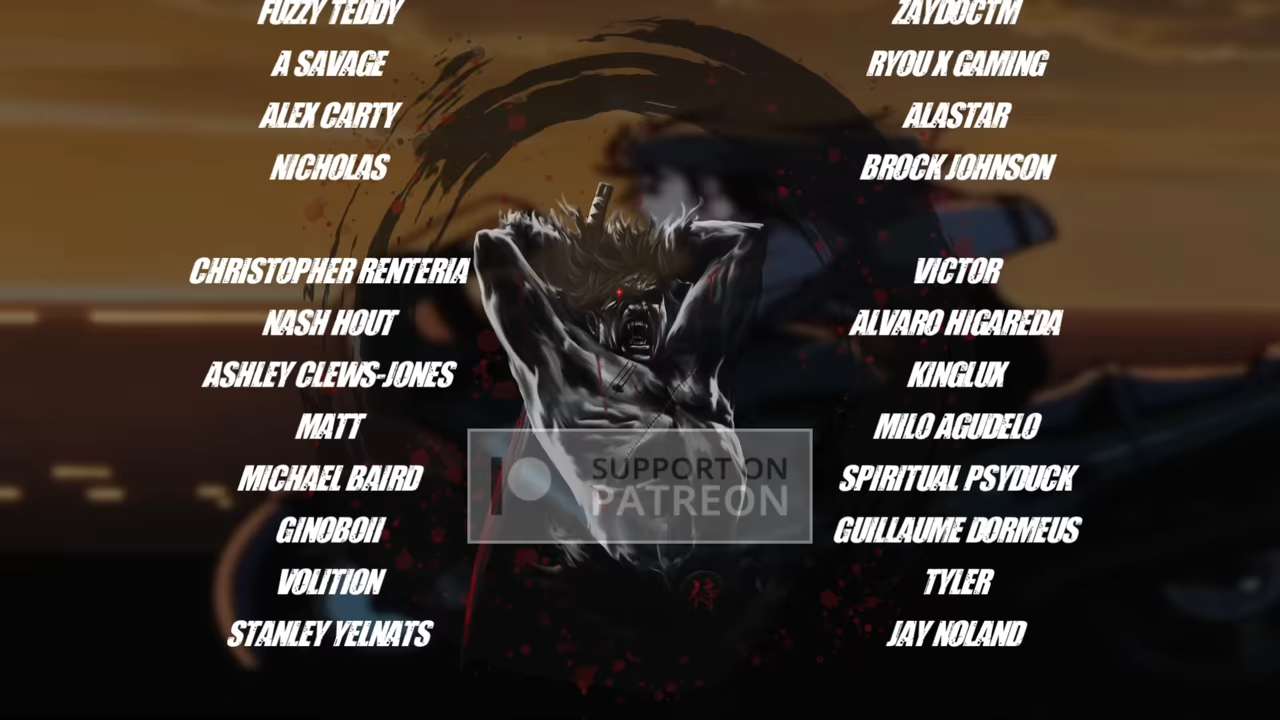 FUZZY TEDDY
A SAVAGE
ALEX CARTY
NICHOLAS
CHRISTOPHER RENTERIA
NASH HOUT
ASHLEY CLEWS-JONES
MATT
MICHAEL BAIRD
GINOBOII
VOLITION
STANLEY YELNATS
SUPPORT ON
PATREON
侍
ZAYDOCTM
RYOU X GAMING
ALASTAR
BROCK JOHNSON
VICTOR
ALVARO HIGAREDA
KINGLUX
MILO AGUDELO
SPIRITUAL PSYDUCK
GUILLAUME DORMEUS
TYLER
JAY NOLAND